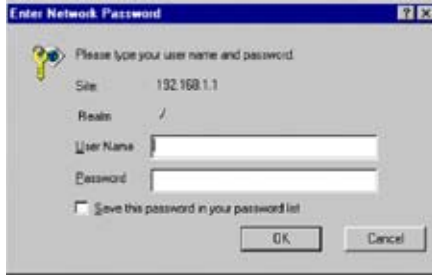 Enter Network Password
Please type your user name and password.
Site: 192.168.1.1
Realm /
User Name
Password
Save this password in your password list
OK
Cancel